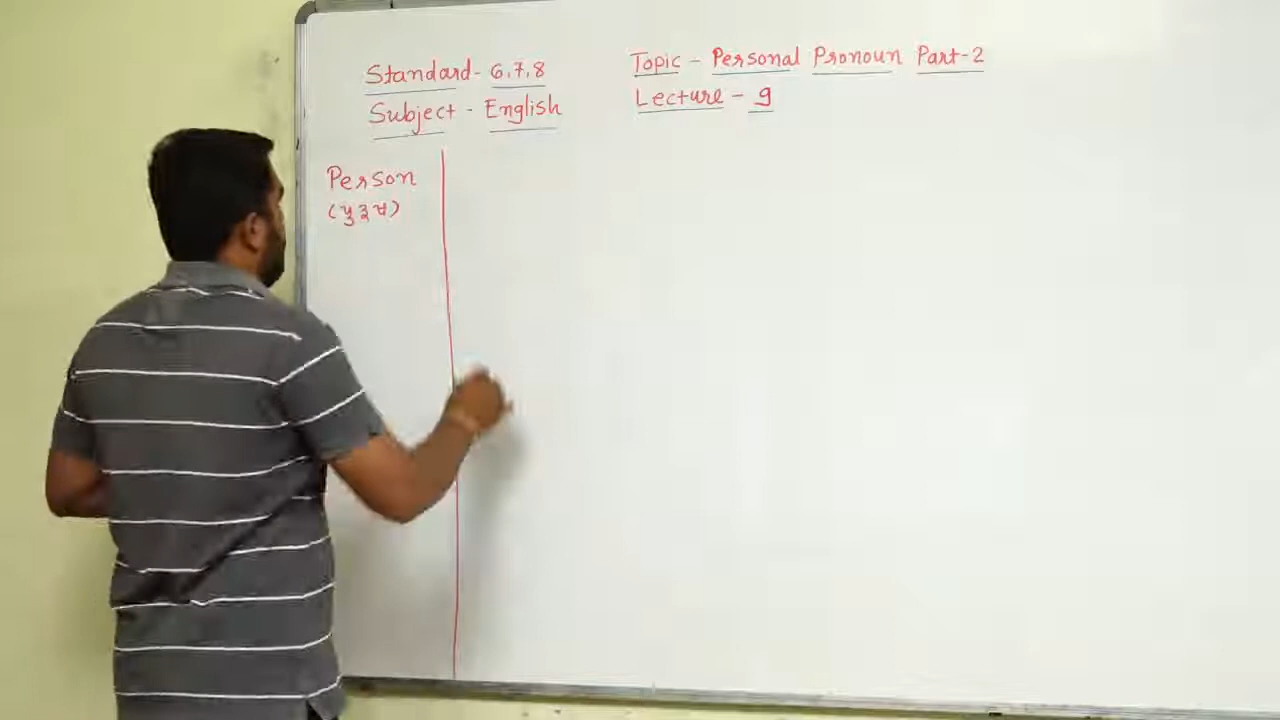 Standard - 6,7,8
Subject - English
Topic - Personal Pronoun Part-2
Lecture - 9
Person
(પુરુષ)